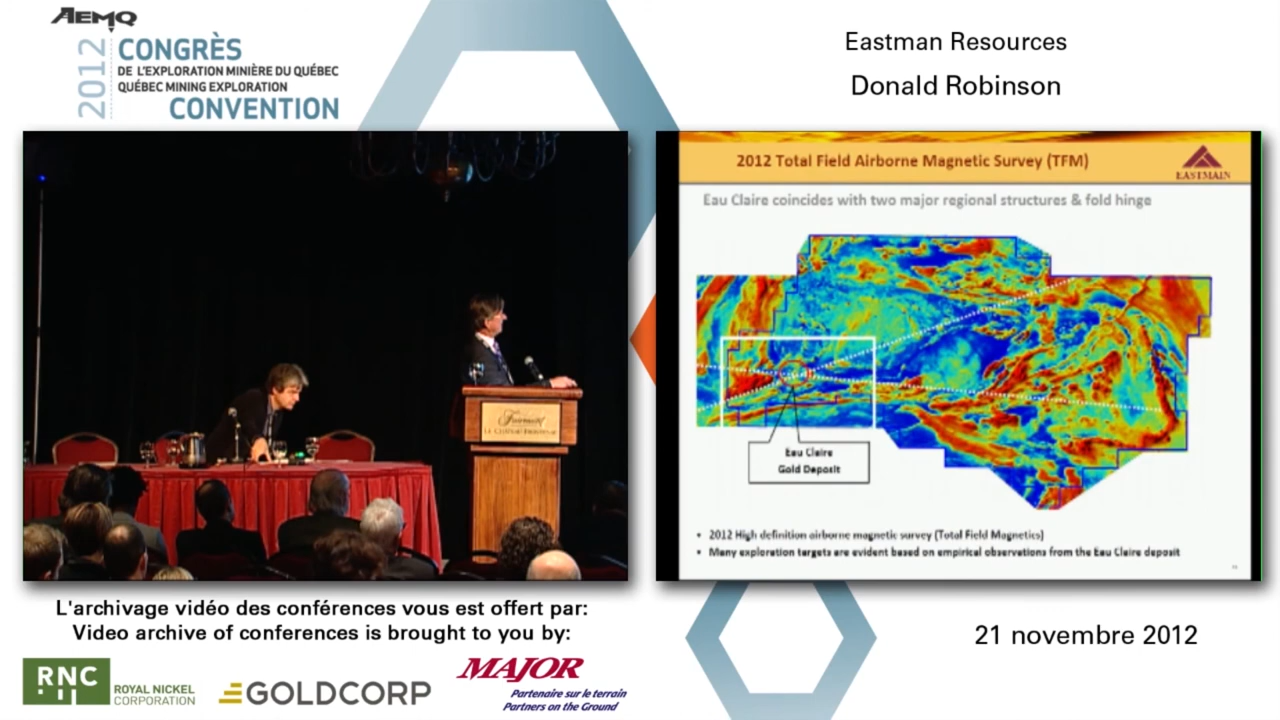 AEMQ
2012
CONGRÈS
DE L'EXPLORATION MINIÈRE DU QUÉBEC
QUÉBEC MINING EXPLORATION
CONVENTION
Eastman Resources
Donald Robinson
Fairmont
LE CHÂTEAU FRONTENAC
2012 Total Field Airborne Magnetic Survey (TFM)
EASTMAIN
Eau Claire coincides with two major regional structures & fold hinge
Eau Claire
Gold Deposit
• 2012 High definition airborne magnetic survey (Total Field Magnetics)
• Many exploration targets are evident based on empirical observations from the Eau Claire deposit
L'archivage vidéo des conférences vous est offert par:
Video archive of conferences is brought to you by:
21 novembre 2012
RNC
ROYAL NICKEL
CORPORATION
GOLDCORP
MAJOR
Partenaire sur le terrain
Partners on the Ground